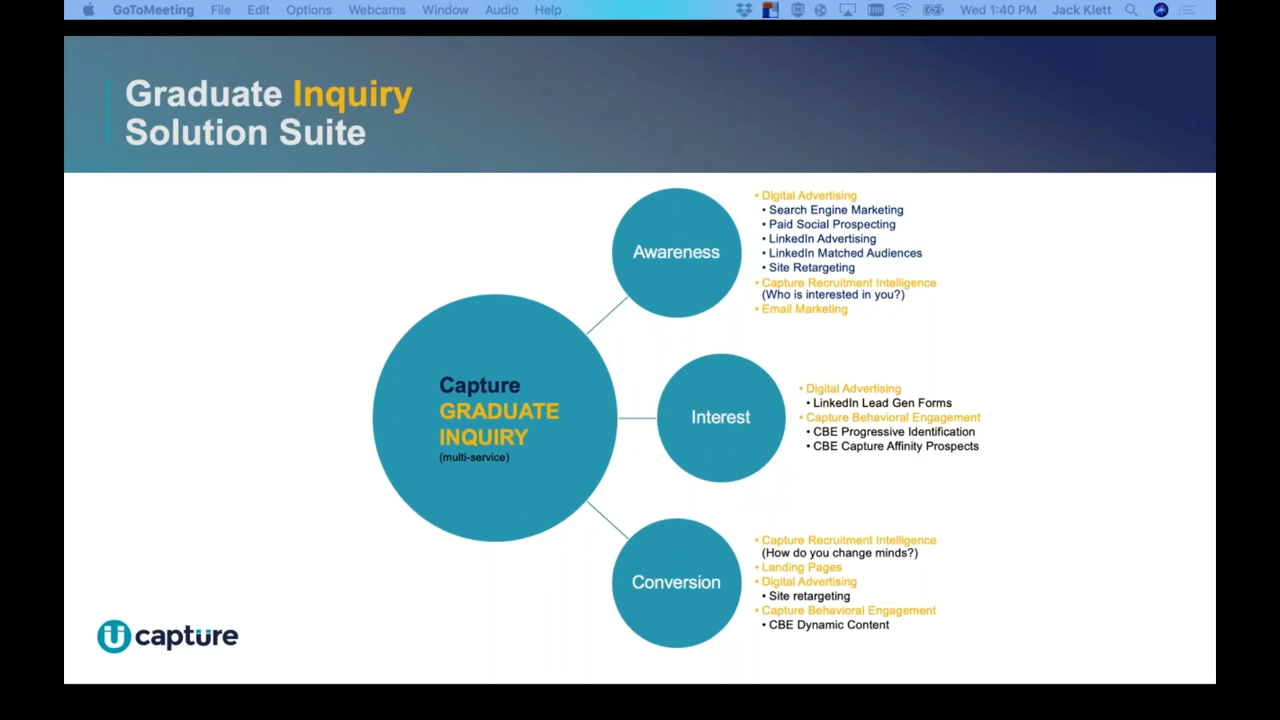 GoToMeeting File Edit Options Webcams Window Audio Help Wed 1:40 PM Jack Klett
Graduate Inquiry
Solution Suite
Capture
GRADUATE
INQUIRY
(multi-service)
Awareness
• Digital Advertising
• Search Engine Marketing
• Paid Social Prospecting
• LinkedIn Advertising
• LinkedIn Matched Audiences
• Site Retargeting
• Capture Recruitment Intelligence
(Who is interested in you?)
• Email Marketing
Interest
• Digital Advertising
• LinkedIn Lead Gen Forms
• Capture Behavioral Engagement
• CBE Progressive Identification
• CBE Capture Affinity Prospects
Conversion
• Capture Recruitment Intelligence
(How do you change minds?)
• Landing Pages
• Digital Advertising
• Site retargeting
• Capture Behavioral Engagement
• CBE Dynamic Content
capture